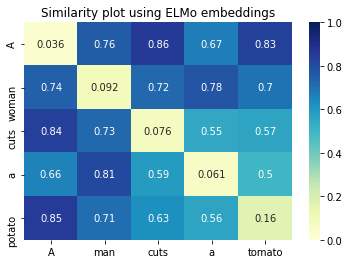 Similarity plot using ELMo embeddings
A 0.036 0.76 0.86 0.67 0.83
woman 0.74 0.092 0.72 0.78 0.7
cuts 0.84 0.73 0.076 0.55 0.57
a 0.66 0.81 0.59 0.061 0.5
potato 0.85 0.71 0.63 0.56 0.16
A man cuts a tomato
1.0
0.8
0.6
0.4
0.2
0.0